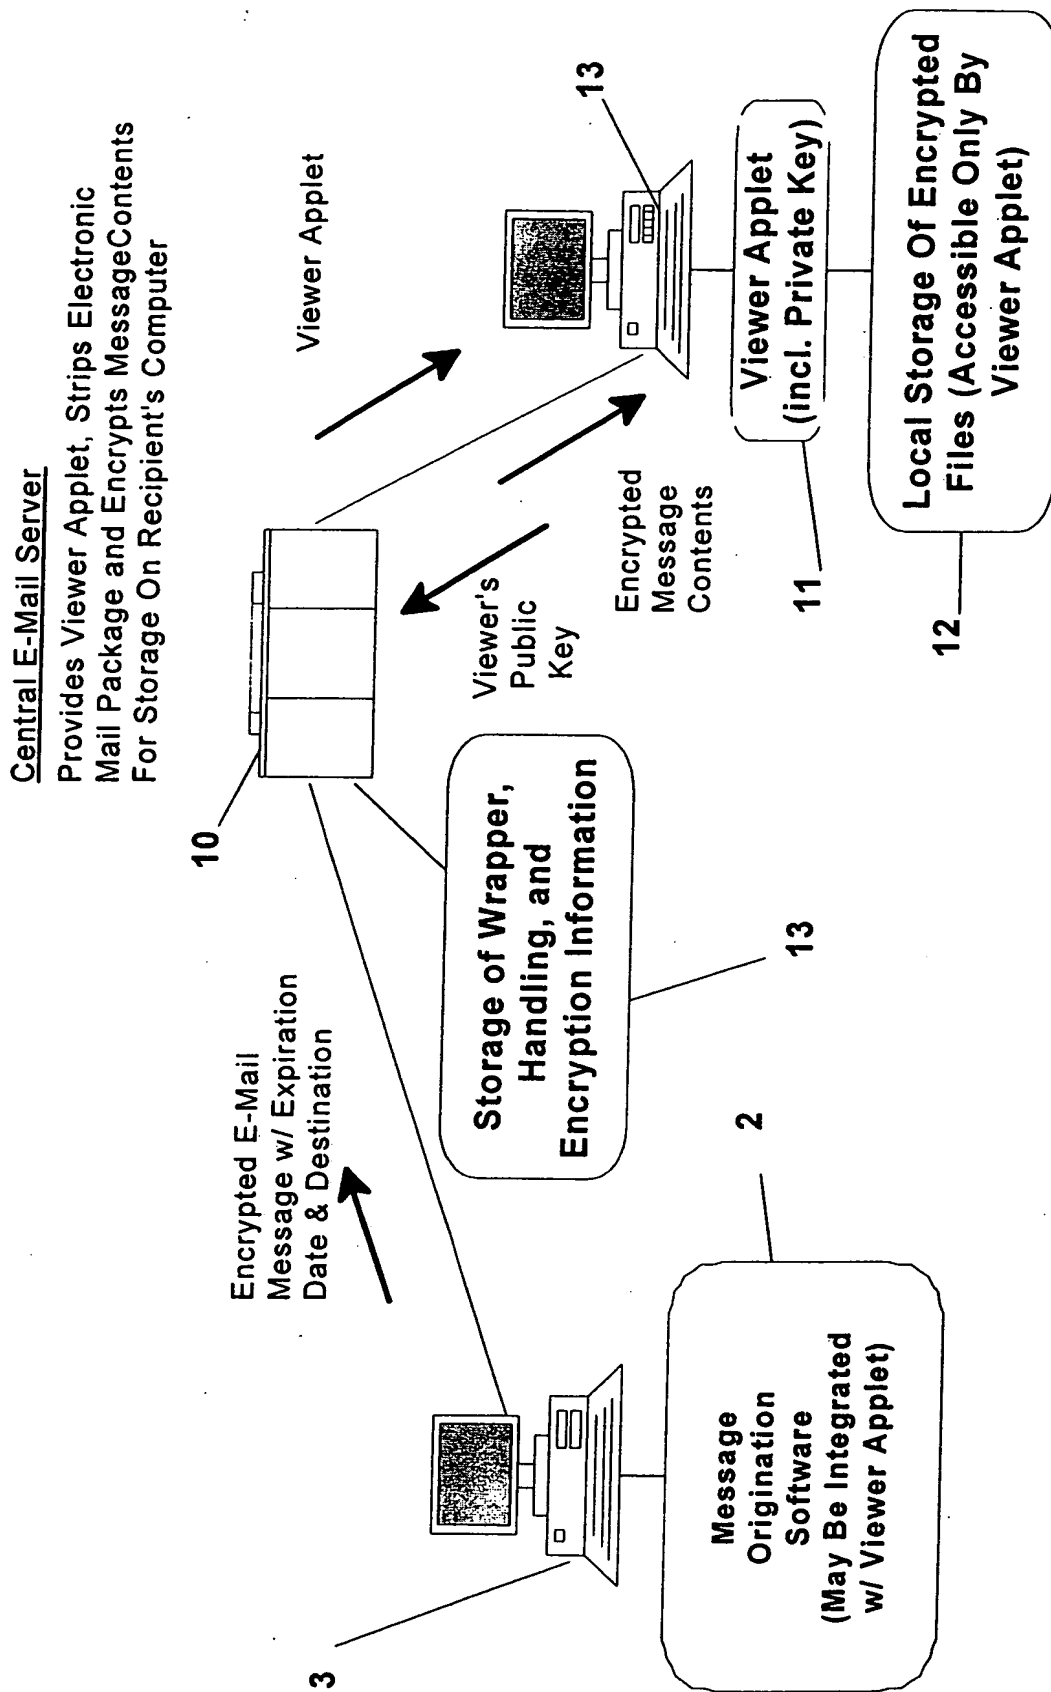 Central E-Mail Server
Provides Viewer Applet, Strips Electronic
Mail Package and Encrypts MessageContents
For Storage On Recipient's Computer
10
Encrypted E-Mail
Message w/ Expiration
Date & Destination
Viewer Applet
Viewer's
Public
Key
Encrypted
Message
Contents
13
Storage of Wrapper,
Handling, and
Encryption Information
13
3
Message
Origination
Software
(May Be Integrated
w/ Viewer Applet)
2
Viewer Applet
(incl. Private Key)
11
Local Storage Of Encrypted
Files (Accessible Only By
Viewer Applet)
12